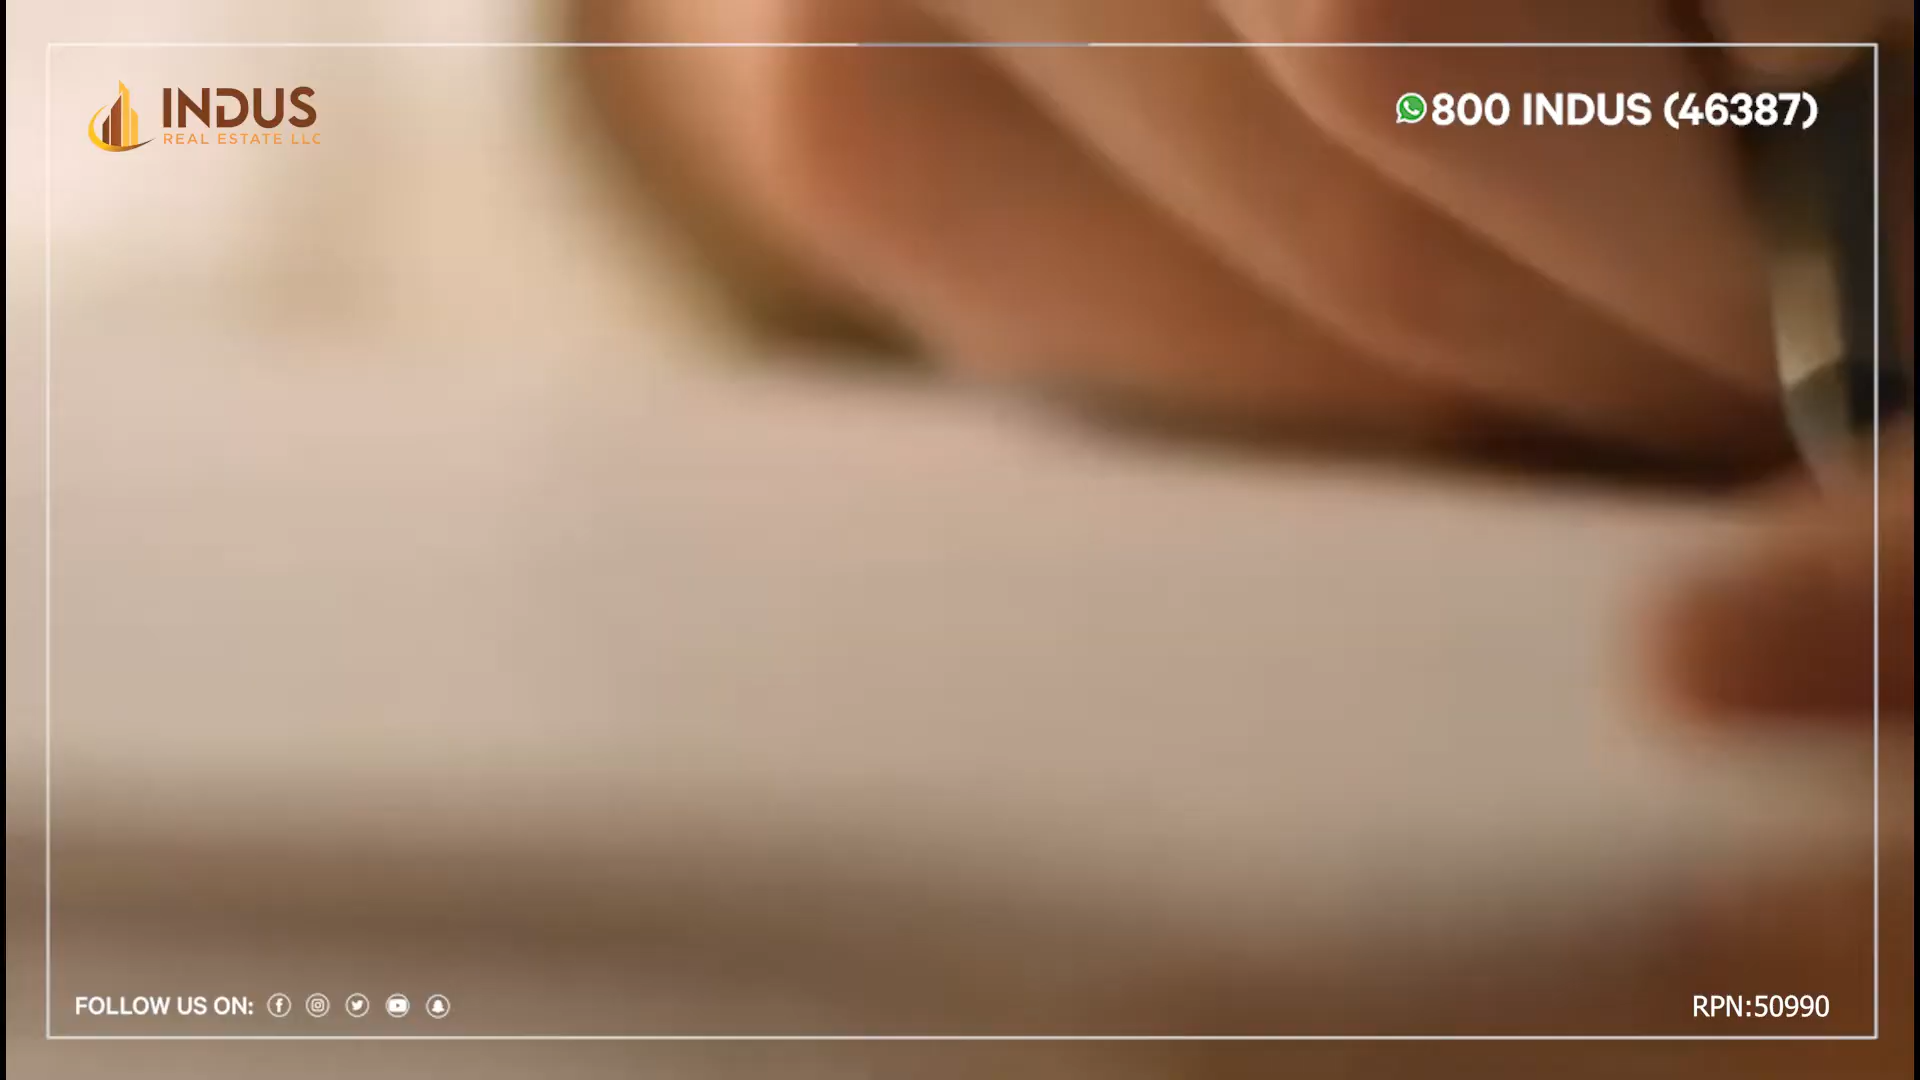 INDUS
REAL ESTATE LLC
800 INDUS (46387)
FOLLOW US ON:
RPN:50990